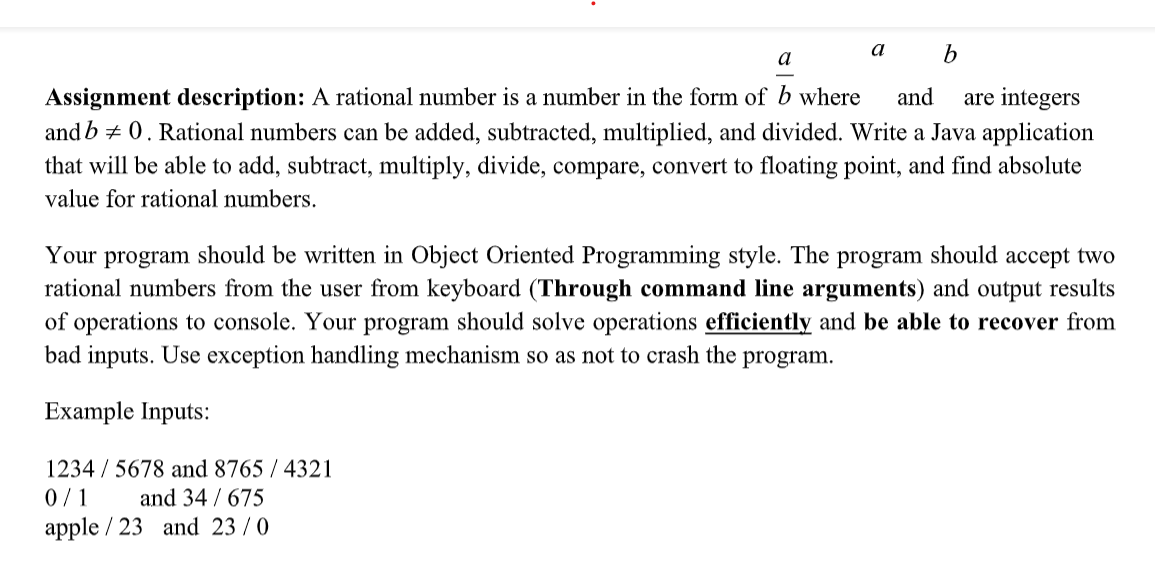 a a b
Assignment description: A rational number is a number in the form of b where and are integers
and b ≠ 0. Rational numbers can be added, subtracted, multiplied, and divided. Write a Java application
that will be able to add, subtract, multiply, divide, compare, convert to floating point, and find absolute
value for rational numbers.
Your program should be written in Object Oriented Programming style. The program should accept two
rational numbers from the user from keyboard (Through command line arguments) and output results
of operations to console. Your program should solve operations efficiently and be able to recover from
bad inputs. Use exception handling mechanism so as not to crash the program.
Example Inputs:
1234 / 5678 and 8765 / 4321
0 / 1 and 34 / 675
apple / 23 and 23 / 0